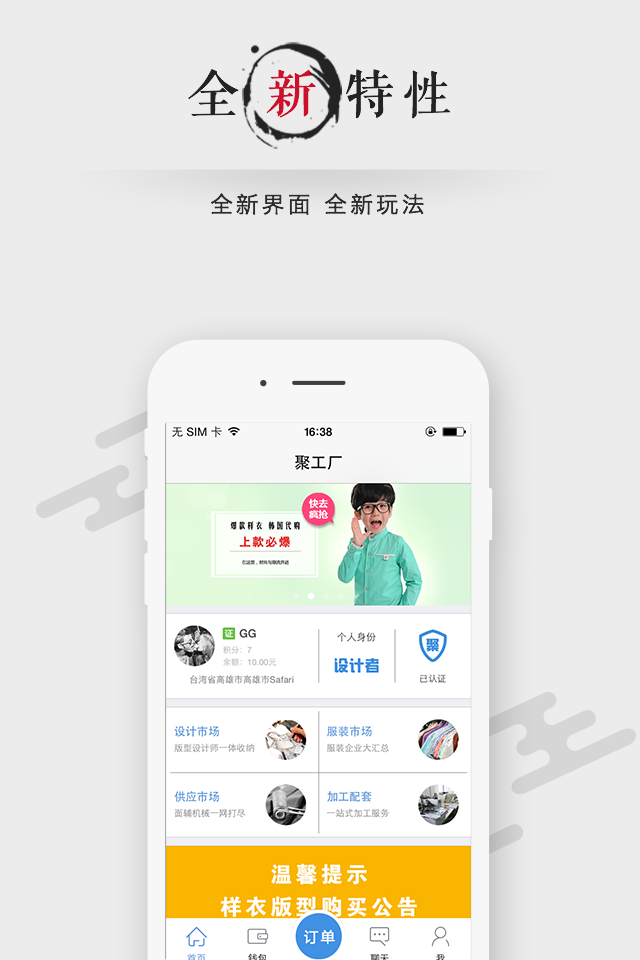 全新特性
全新界面 全新玩法
无 SIM 卡
16:38
聚工厂
快去
疯抢
爆款样衣 韩国代购
上款必爆
在这里，时尚与潮流开述
证 GG
积分：7
余额：10.00元
台湾省高雄市高雄市Safari
个人身份
设计者
聚
已认证
设计市场
版型设计师一体收纳
服装市场
服装企业大汇总
供应市场
面辅机械一网打尽
加工配套
一站式加工服务
温馨提示
样衣版型购买公告
首页
钱包
订单
聊天
我